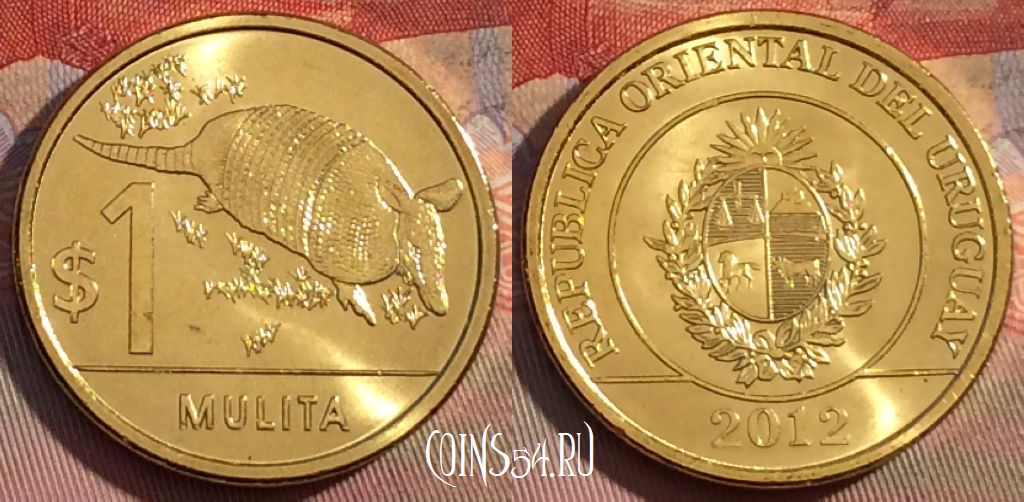 $1
MULITA
REPUBLICA ORIENTAL DEL URUGUAY
2012
COINS54.RU